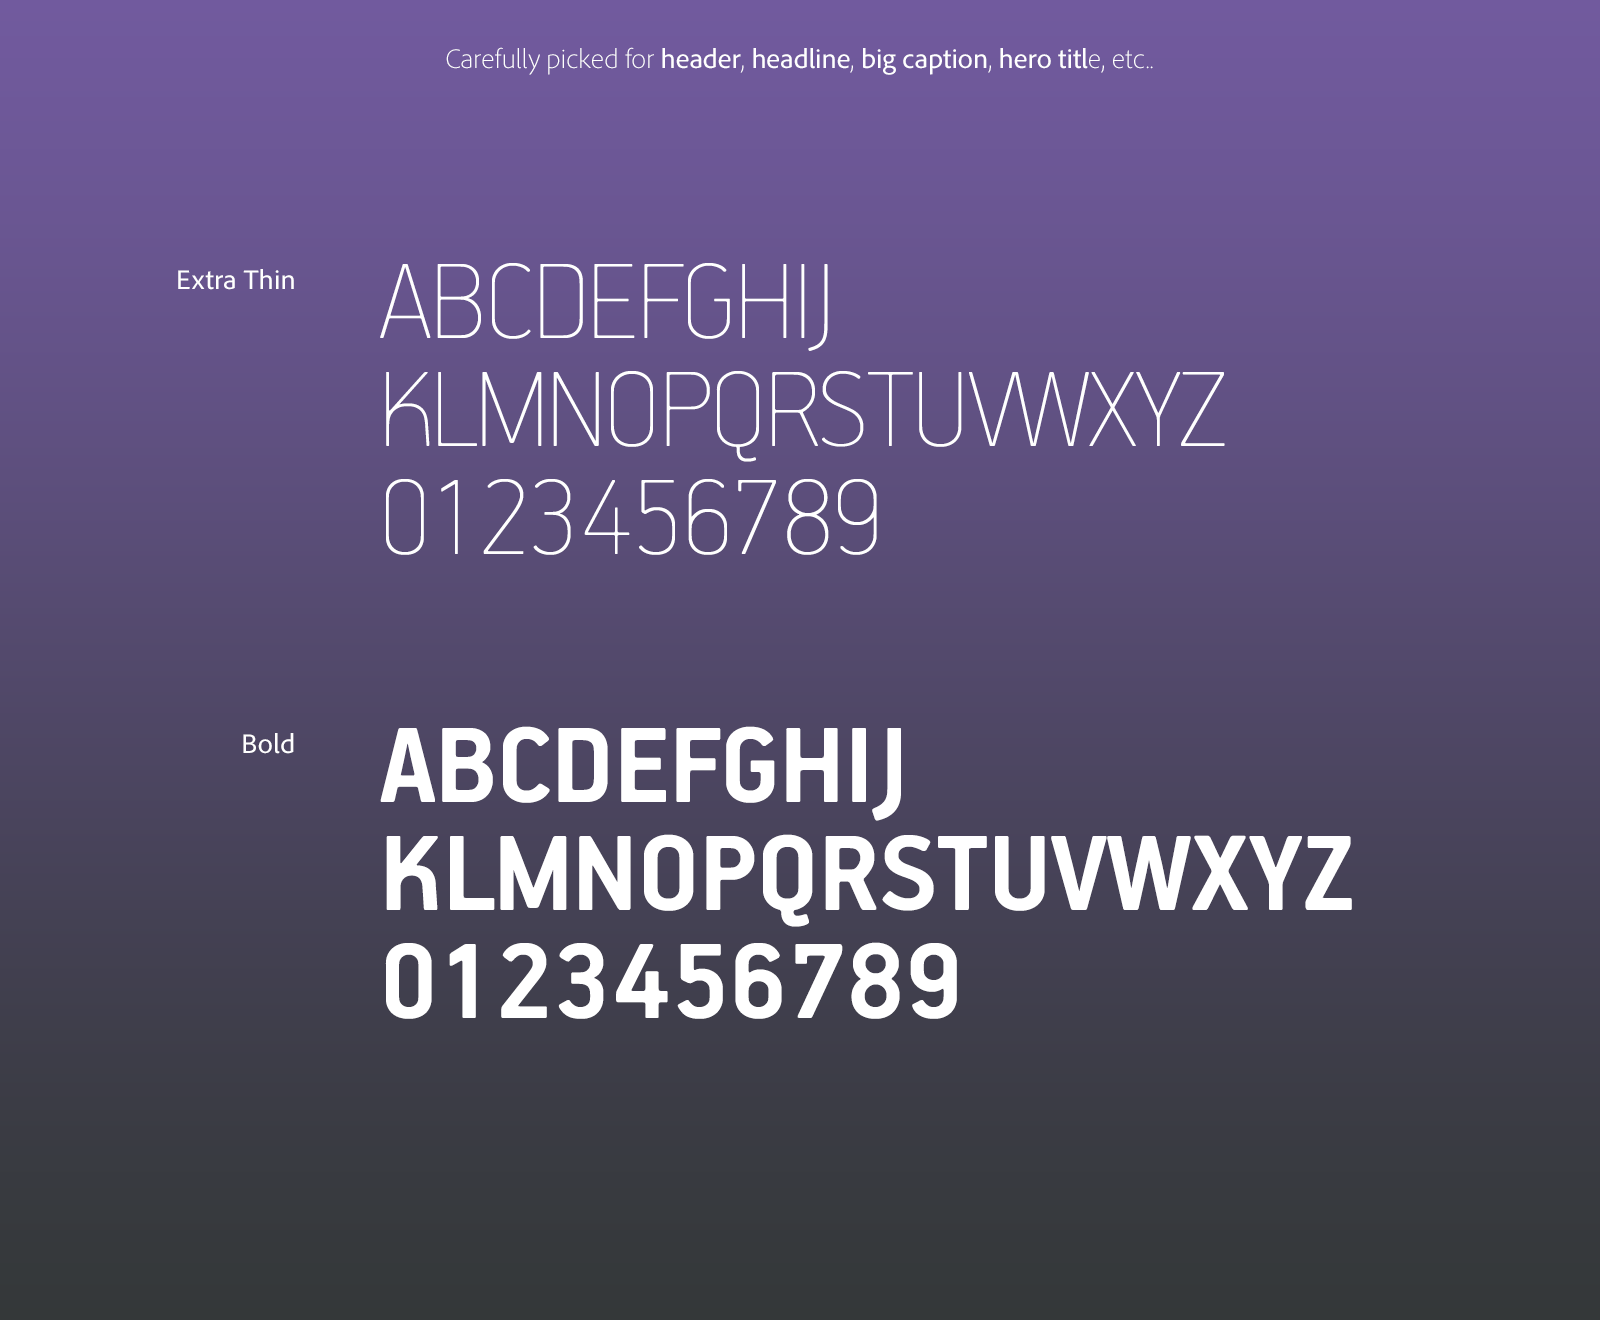 Carefully picked for header, headline, big caption, hero title, etc..
Extra Thin
ABCDEFGHIJ
KLMNOPQRSTUVWXYZ
0123456789
Bold
ABCDEFGHIJ
KLMNOPQRSTUVWXYZ
0123456789